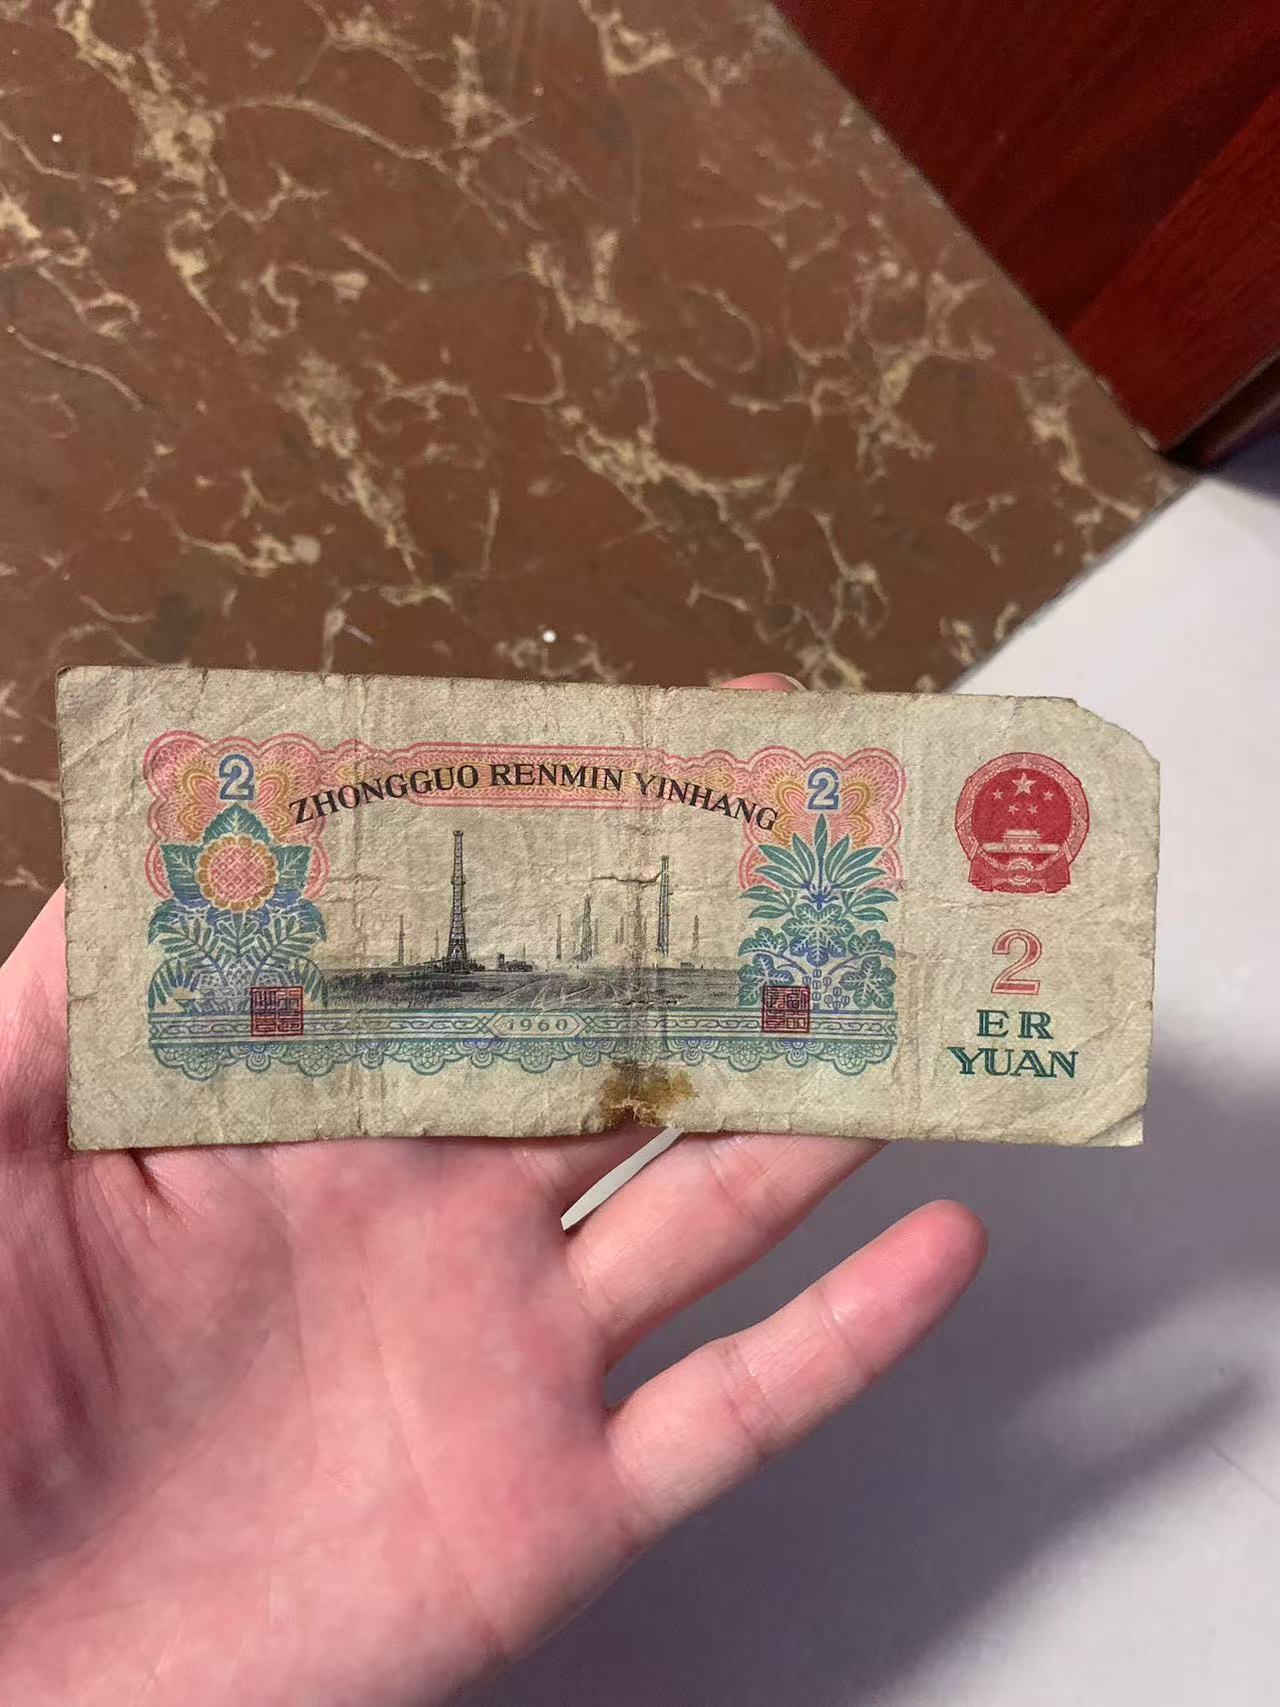 2
ZHONGGUO RENMIN YINHANG
2
1960
2
ER
YUAN